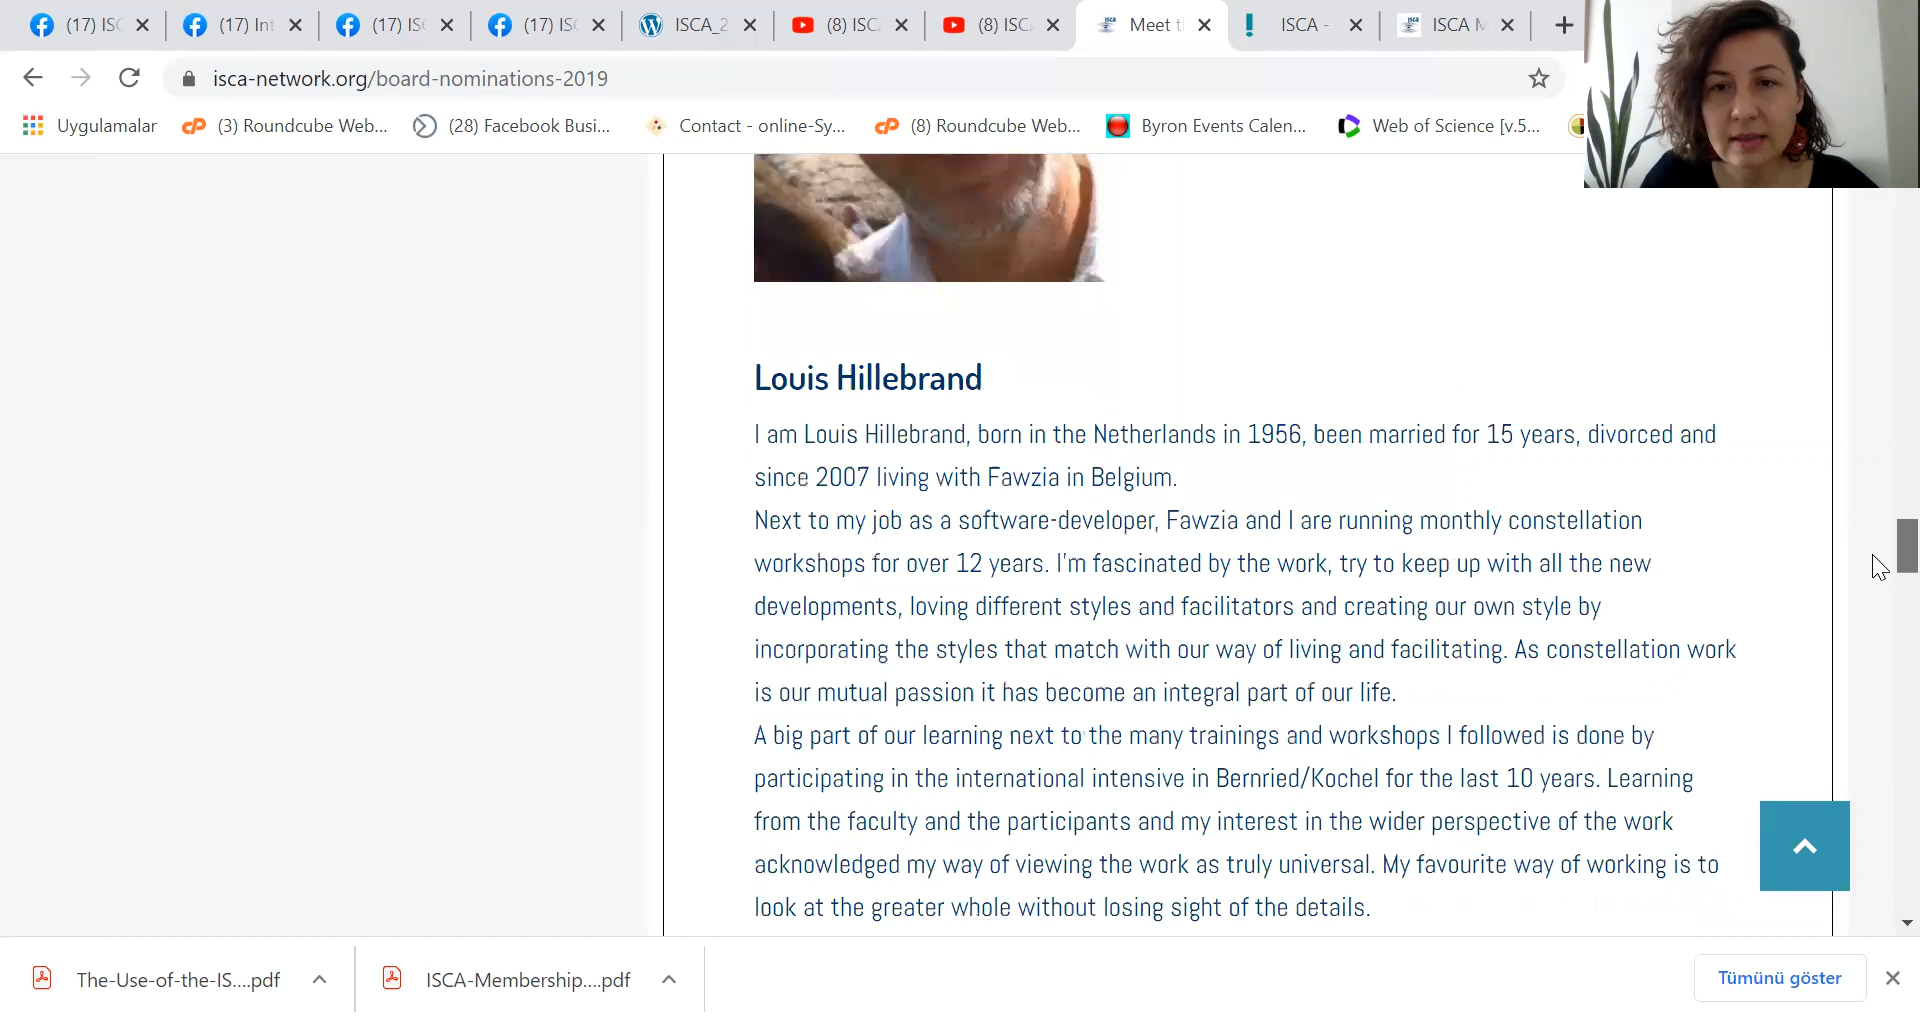 (17) ISC
(17) Int
(17) ISC
(17) ISC
ISCA_2
(8) ISCA
(8) ISCA
Meet t
ISCA -
ISCA M
isca-network.org/board-nominations-2019
Uygulamalar
(3) Roundcube Web...
(28) Facebook Busi...
Contact - online-Sy...
(8) Roundcube Web...
Byron Events Calen...
Web of Science [v.5...
Louis Hillebrand
I am Louis Hillebrand, born in the Netherlands in 1956, been married for 15 years, divorced and
since 2007 living with Fawzia in Belgium.
Next to my job as a software-developer, Fawzia and I are running monthly constellation
workshops for over 12 years. I'm fascinated by the work, try to keep up with all the new
developments, loving different styles and facilitators and creating our own style by
incorporating the styles that match with our way of living and facilitating. As constellation work
is our mutual passion it has become an integral part of our life.
A big part of our learning next to the many trainings and workshops I followed is done by
participating in the international intensive in Bernried/Kochel for the last 10 years. Learning
from the faculty and the participants and my interest in the wider perspective of the work
acknowledged my way of viewing the work as truly universal. My favourite way of working is to
look at the greater whole without losing sight of the details.
The-Use-of-the-IS....pdf
ISCA-Membership....pdf
Tümünü göster